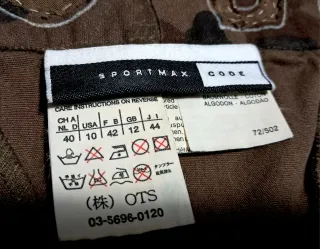 SPORTMAX CODE
CARE INSTRUCTIONS ON REVERSE
CH A NL D USA F B GB J I
40 10 42 12 44
ALGODON - ALGODÃO
72/502
(株) OTS
03-5696-0120